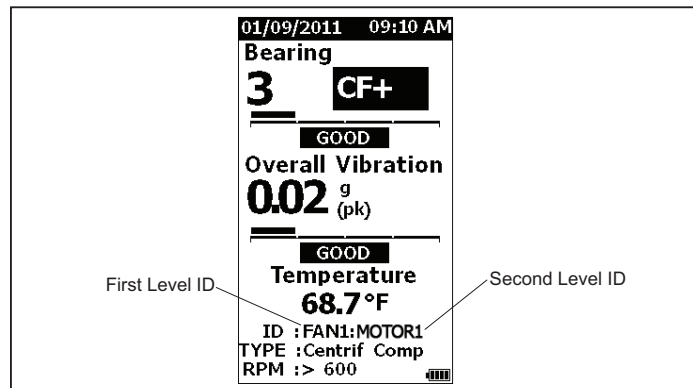 01/09/2011 09:10 AM
Bearing
3 CF+
GOOD
Overall Vibration
0.02 g (pk)
GOOD
Temperature
68.7°F
First Level ID
Second Level ID
ID :FAN1:MOTOR1
TYPE :Centrif Comp
RPM :> 600